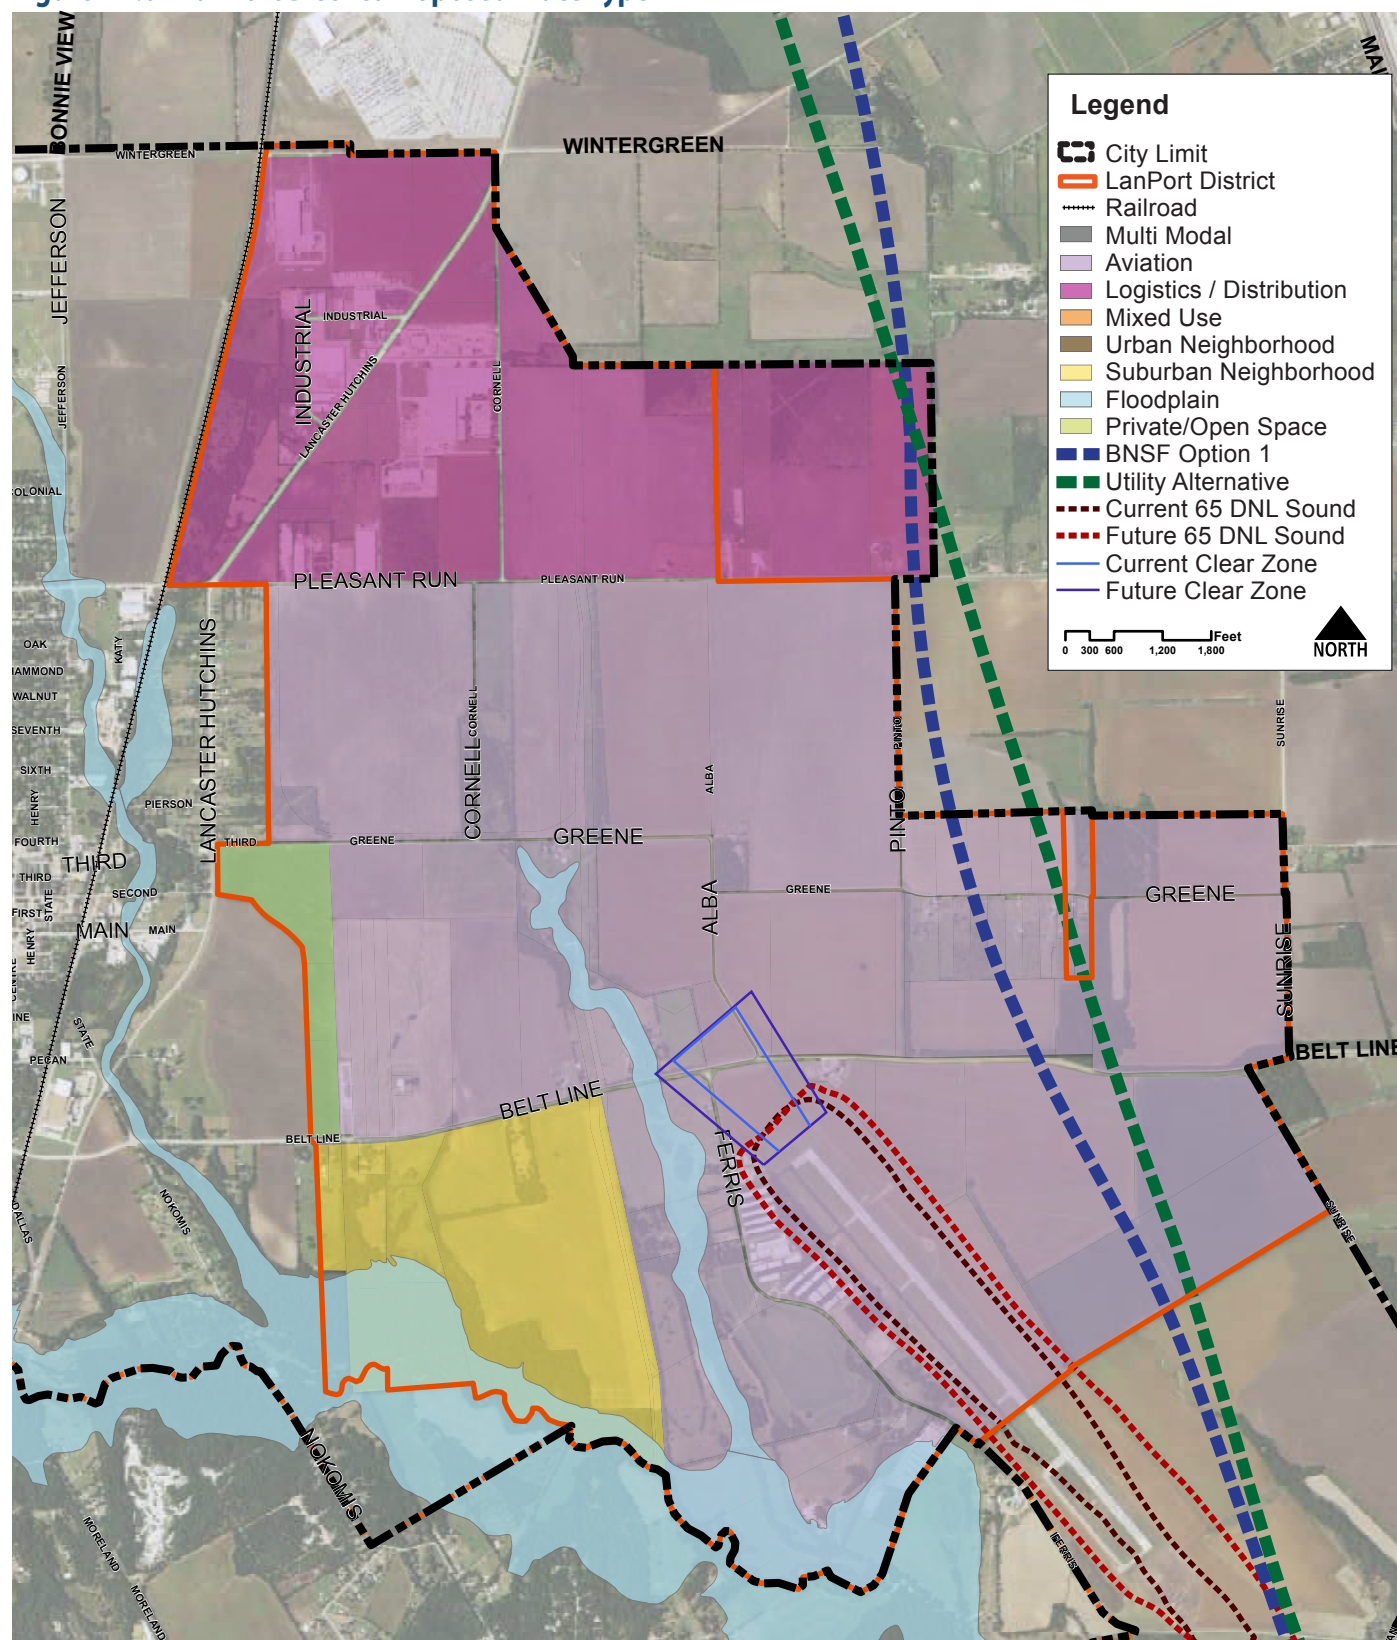 BONNIE VIEW
WINTERGREEN
WINTERGREEN
Legend
City Limit
LanPort District
Railroad
Multi Modal
Aviation
Logistics / Distribution
Mixed Use
Urban Neighborhood
Suburban Neighborhood
Floodplain
Private/Open Space
BNSF Option 1
Utility Alternative
Current 65 DNL Sound
Future 65 DNL Sound
Current Clear Zone
Future Clear Zone
Feet
0 300 600 1,200 1,800
NORTH
JEFFERSON
JEFFERSON
INDUSTRIAL
INDUSTRIAL
LANCASTER HUTCHINS
CORNELL
PLEASANT RUN
PLEASANT RUN
OAK
KATY
WALNUT
SEVENTH
SIXTH
HENRY
PIERSON
LANCASTER HUTCHINS
CORNELL
CORNELL
ALBA
PINTO
PINTO
SUNRISE
FOURTH
THIRD
THIRD
GREENE
GREENE
THIRD
SECOND
STATE
FIRST
MAIN
MAIN
HENRY
ALBA
GREENE
GREENE
SUNRISE
STATE
PECAN
BELT LINE
BELT LINE
BELT LINE
FERRIS
NOKOMIS
DALLAS
SUNRISE
NOKOMIS
FERRIS
MORELAND
MORELAND